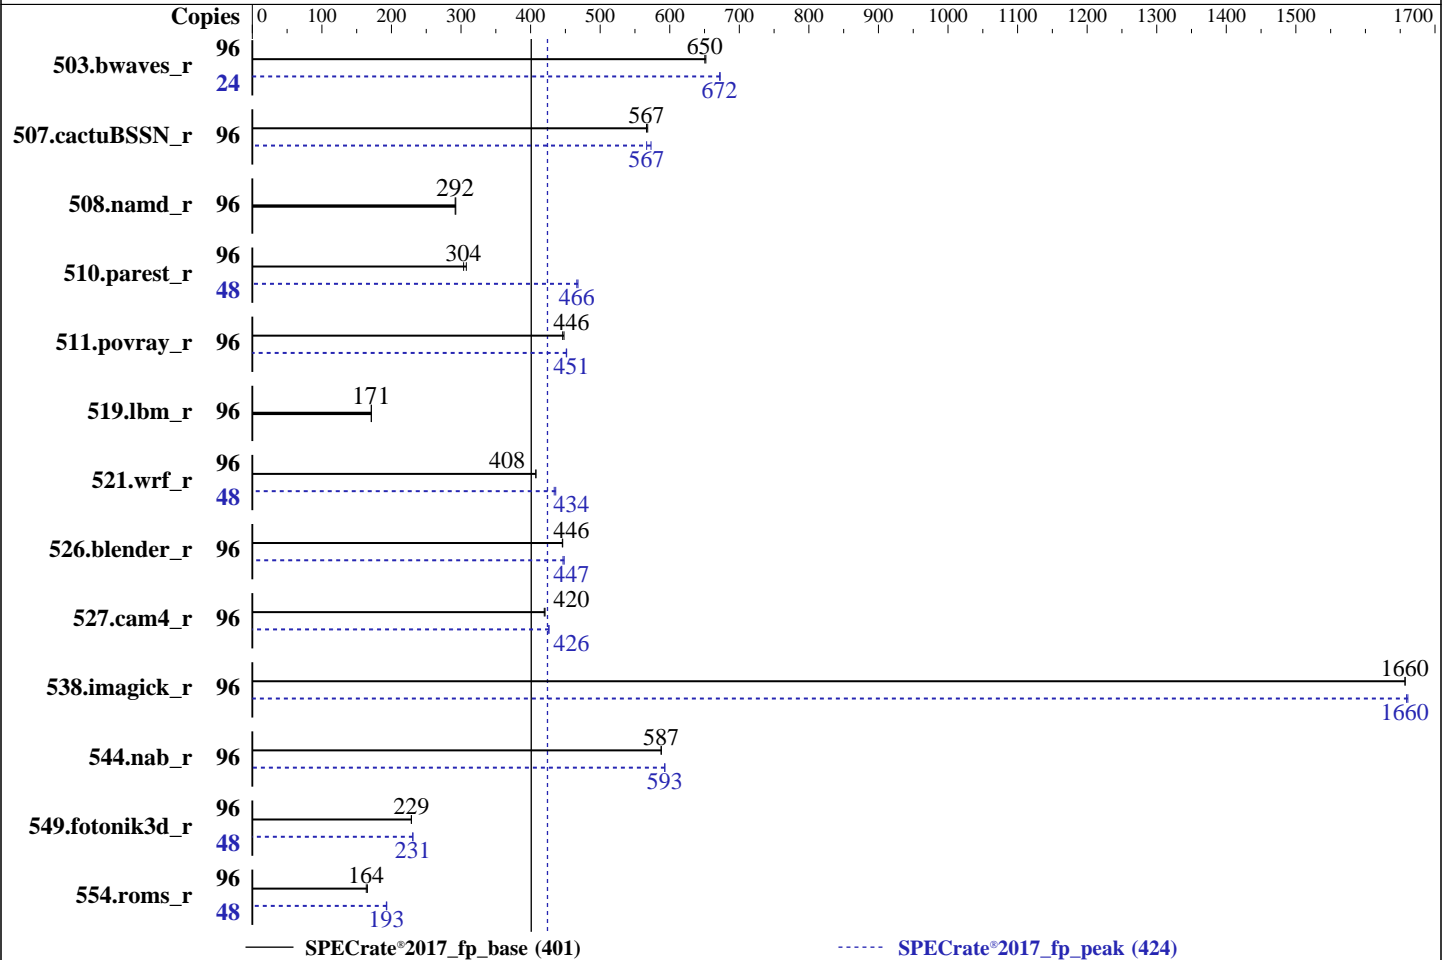 Copies 0 100 200 300 400 500 600 700 800 900 1000 1100 1200 1300 1400 1500 1700
503.bwaves_r 96 650
24 672
507.cactuBSSN_r 96 567
567
508.namd_r 96 292
510.parest_r 96 304
48 466
511.povray_r 96 446
451
519.lbm_r 96 171
521.wrf_r 96 408
48 434
526.blender_r 96 446
447
527.cam4_r 96 420
426
538.imagick_r 96 1660
1660
544.nab_r 96 587
593
549.fotonik3d_r 96 229
48 231
554.roms_r 96 164
48 193
SPECrate®2017_fp_base (401) SPECrate®2017_fp_peak (424)